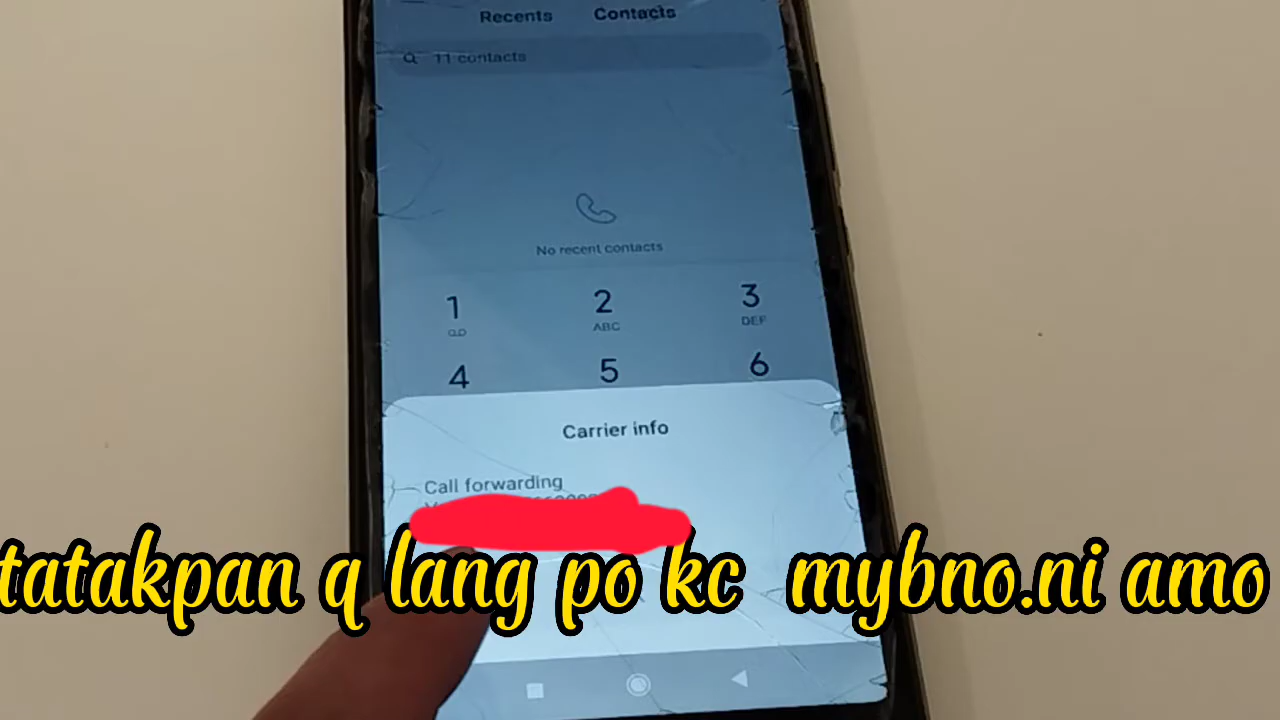 Recents Contacts
11 contacts
No recent contacts
1 2 3
ABC DEF
4 5 6
Carrier info
Call forwarding
tatakpan q lang po kc mybno.ni amo